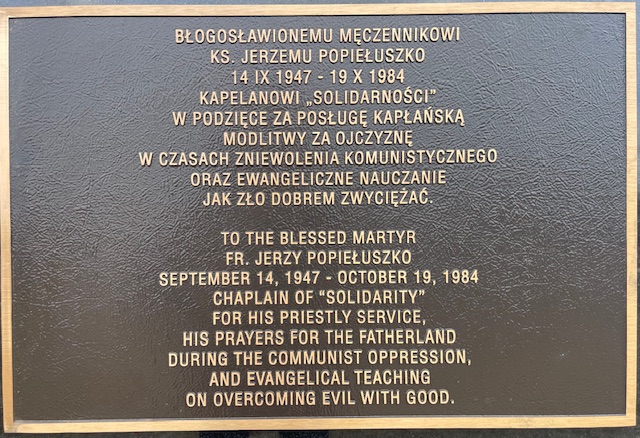 BŁOGOSŁAWIONEMU MĘCZENNIKOWI
KS. JERZEMU POPIEŁUSZKO
14 IX 1947 - 19 X 1984
KAPELANOWI „SOLIDARNOŚCI”
W PODZIĘCE ZA POSŁUGĘ KAPŁAŃSKĄ
MODLITWY ZA OJCZYZNĘ
W CZASACH ZNIEWOLENIA KOMUNISTYCZNEGO
ORAZ EWANGELICZNE NAUCZANIE
JAK ZŁO DOBREM ZWYCIĘŻAĆ.
TO THE BLESSED MARTYR
FR. JERZY POPIEŁUSZKO
SEPTEMBER 14, 1947 - OCTOBER 19, 1984
CHAPLAIN OF “SOLIDARITY”
FOR HIS PRIESTLY SERVICE,
HIS PRAYERS FOR THE FATHERLAND
DURING THE COMMUNIST OPPRESSION,
AND EVANGELICAL TEACHING
ON OVERCOMING EVIL WITH GOOD.